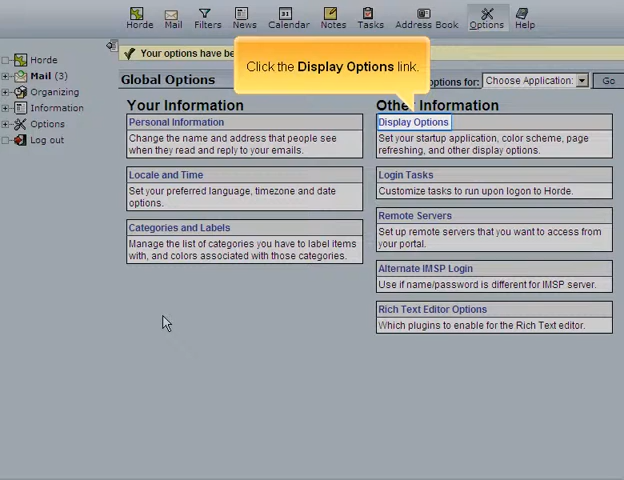 Horde Mail Filters News Calendar Notes Tasks Address Book Options Help
Your options have be
Click the Display Options link.
Horde
Mail (3)
Organizing
Information
Options
Log out
Global Options
options for: Choose Application: Go
Your Information
Personal Information
Change the name and address that people see
when they read and reply to your emails.
Locale and Time
Set your preferred language, timezone and date
options.
Categories and Labels
Manage the list of categories you have to label items
with, and colors associated with those categories.
Other Information
Display Options
Set your startup application, color scheme, page
refreshing, and other display options.
Login Tasks
Customize tasks to run upon logon to Horde.
Remote Servers
Set up remote servers that you want to access from
your portal.
Alternate IMSP Login
Use if name/password is different for IMSP server.
Rich Text Editor Options
Which plugins to enable for the Rich Text editor.